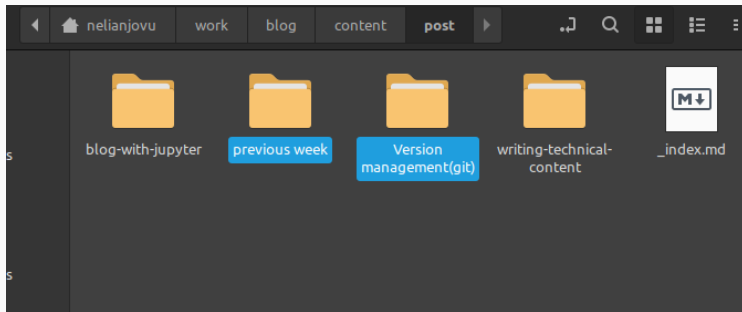 nelianjovu work blog content post
s
blog-with-jupyter previous week Version management(git) writing-technical-content _index.md
M
s